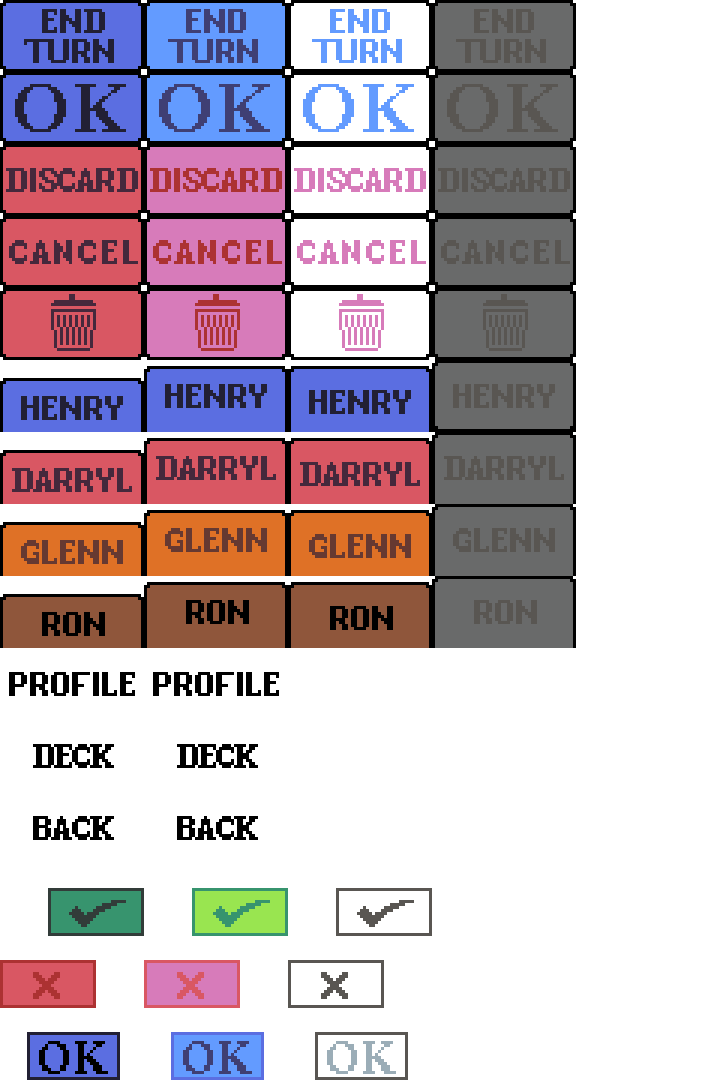 END END END END
TURN TURN TURN TURN
OK OK OK OK
DISCARD DISCARD DISCARD DISCARD
CANCEL CANCEL CANCEL CANCEL
HENRY HENRY HENRY HENRY
DARRYL DARRYL DARRYL DARRYL
GLENN GLENN GLENN GLENN
RON RON RON RON
PROFILE PROFILE
DECK DECK
BACK BACK
OK OK OK